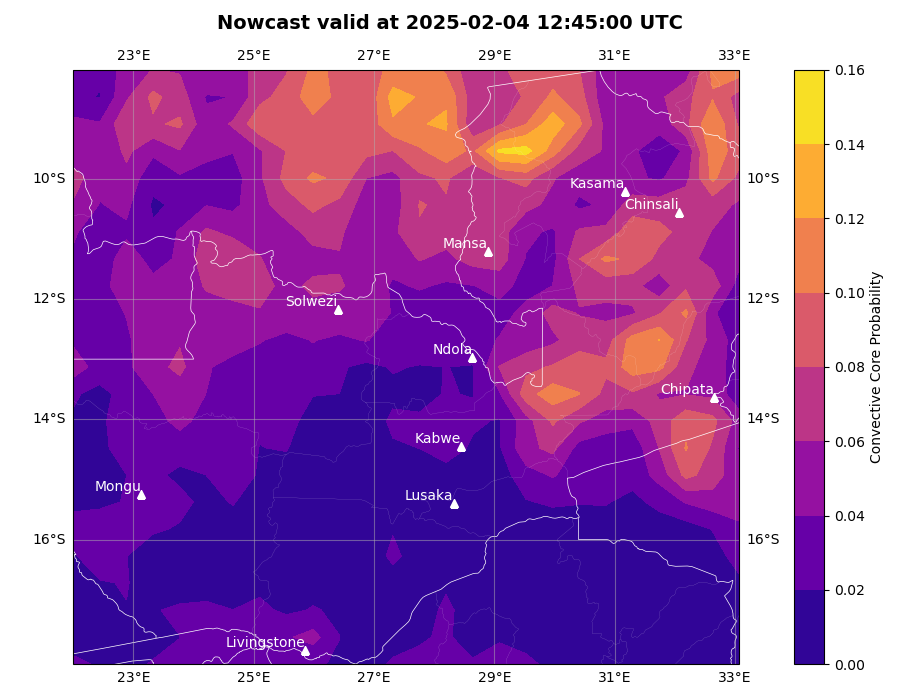 Nowcast valid at 2025-02-04 12:45:00 UTC
23°E 25°E 27°E 29°E 31°E 33°E
0.16
0.14
10°S Kasama 10°S
Chinsali
0.12
Mansa
12°S 0.10 12°S
Solwezi
Ndola
0.08
Chipata
14°S 14°S
Kabwe 0.06
Mongu
Lusaka
0.04
16°S 16°S
0.02
Livingstone
0.00
23°E 25°E 27°E 29°E 31°E 33°E
Convective Core Probability